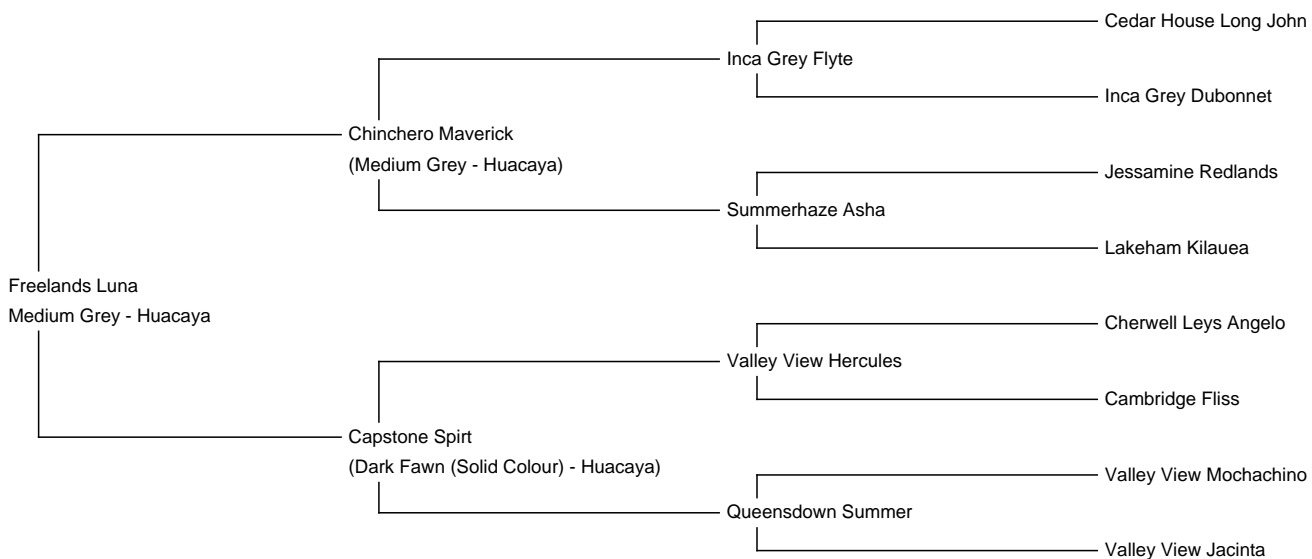 Cedar House Long John
Inca Grey Flyte
Inca Grey Dubonnet
Chinchero Maverick
(Medium Grey - Huacaya)
Jessamine Redlands
Summerhaze Asha
Lakeham Kilauea
Freelands Luna
Medium Grey - Huacaya
Cherwell Leys Angelo
Valley View Hercules
Cambridge Fliss
Capstone Spirt
(Dark Fawn (Solid Colour) - Huacaya)
Valley View Mochachino
Queensdown Summer
Valley View Jacinta